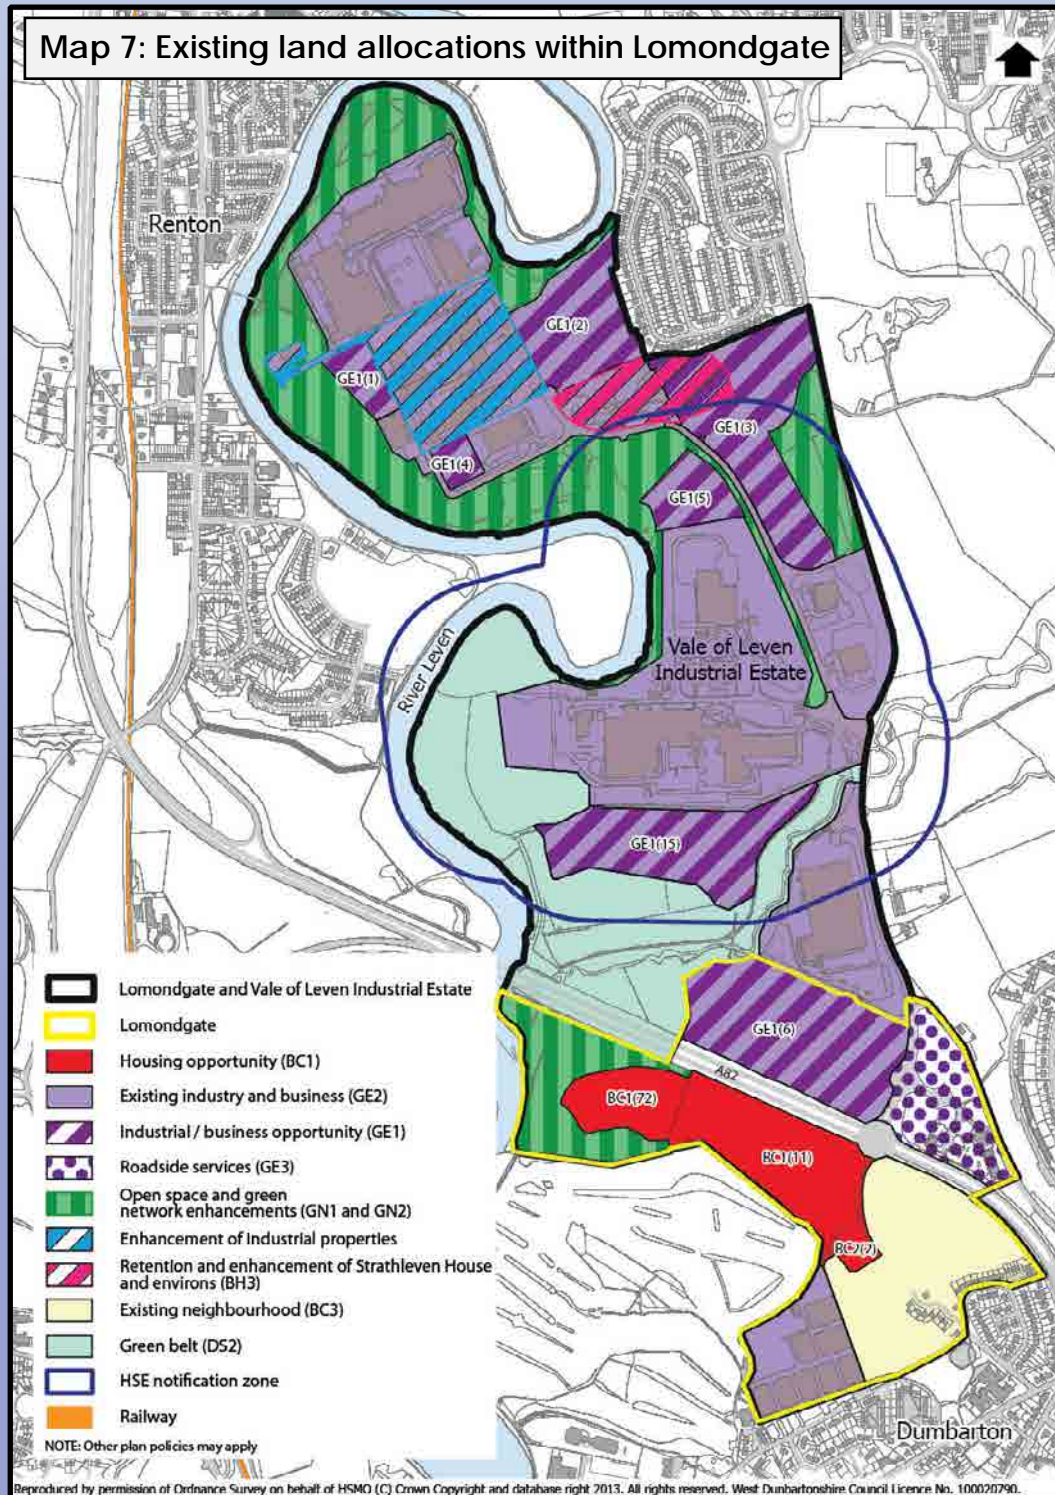 Map 7: Existing land allocations within Lomondgate
Renton
GE1(2)
GE1(1)
GE1(3)
GE1(4)
GE1(5)
River Leven
Vale of Leven
Industrial Estate
GE1(15)
GE1(6)
A82
BC1(72)
BC1(11)
BC2(2)
Dumbarton
Lomondgate and Vale of Leven Industrial Estate
Lomondgate
Housing opportunity (BC1)
Existing industry and business (GE2)
Industrial / business opportunity (GE1)
Roadside services (GE3)
Open space and green
network enhancements (GN1 and GN2)
Enhancement of Industrial properties
Retention and enhancement of Strathleven House
and environs (BH3)
Existing neighbourhood (BC3)
Green belt (DS2)
HSE notification zone
Railway
NOTE: Other plan policies may apply
Reproduced by permission of Ordnance Survey on behalf of HSMO (C) Crown Copyright and database right 2013. All rights reserved. West Dunbartonshire Council Licence No. 100020790.